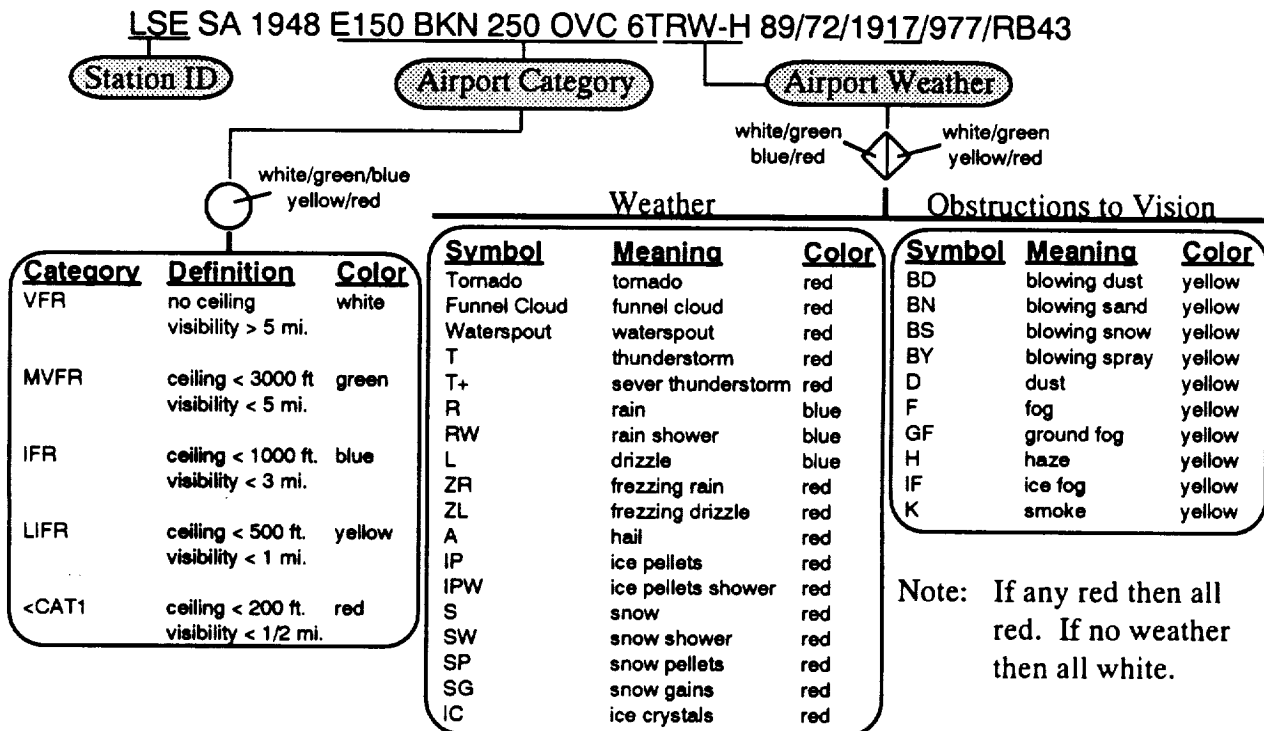 LSE SA 1948 E150 BKN 250 OVC 6TRW-H 89/72/1917/977/RB43
Station ID
Airport Category
Airport Weather
white/green/blue
yellow/red
white/green
blue/red
white/green
yellow/red
Category Definition Color
VFR no ceiling white
visibility > 5 mi.
MVFR ceiling < 3000 ft green
visibility < 5 mi.
IFR ceiling < 1000 ft. blue
visibility < 3 mi.
LIFR ceiling < 500 ft. yellow
visibility < 1 mi.
<CAT1 ceiling < 200 ft. red
visibility < 1/2 mi.
Weather
Symbol Meaning Color
Tornado tornado red
Funnel Cloud funnel cloud red
Waterspout waterspout red
T thunderstorm red
T+ sever thunderstorm red
R rain blue
RW rain shower blue
L drizzle blue
ZR frezzing rain red
ZL frezzing drizzle red
A hail red
IP ice pellets red
IPW ice pellets shower red
S snow red
SW snow shower red
SP snow pellets red
SG snow gains red
IC ice crystals red
Obstructions to Vision
Symbol Meaning Color
BD blowing dust yellow
BN blowing sand yellow
BS blowing snow yellow
BY blowing spray yellow
D dust yellow
F fog yellow
GF ground fog yellow
H haze yellow
IF ice fog yellow
K smoke yellow
Note: If any red then all
red. If no weather
then all white.